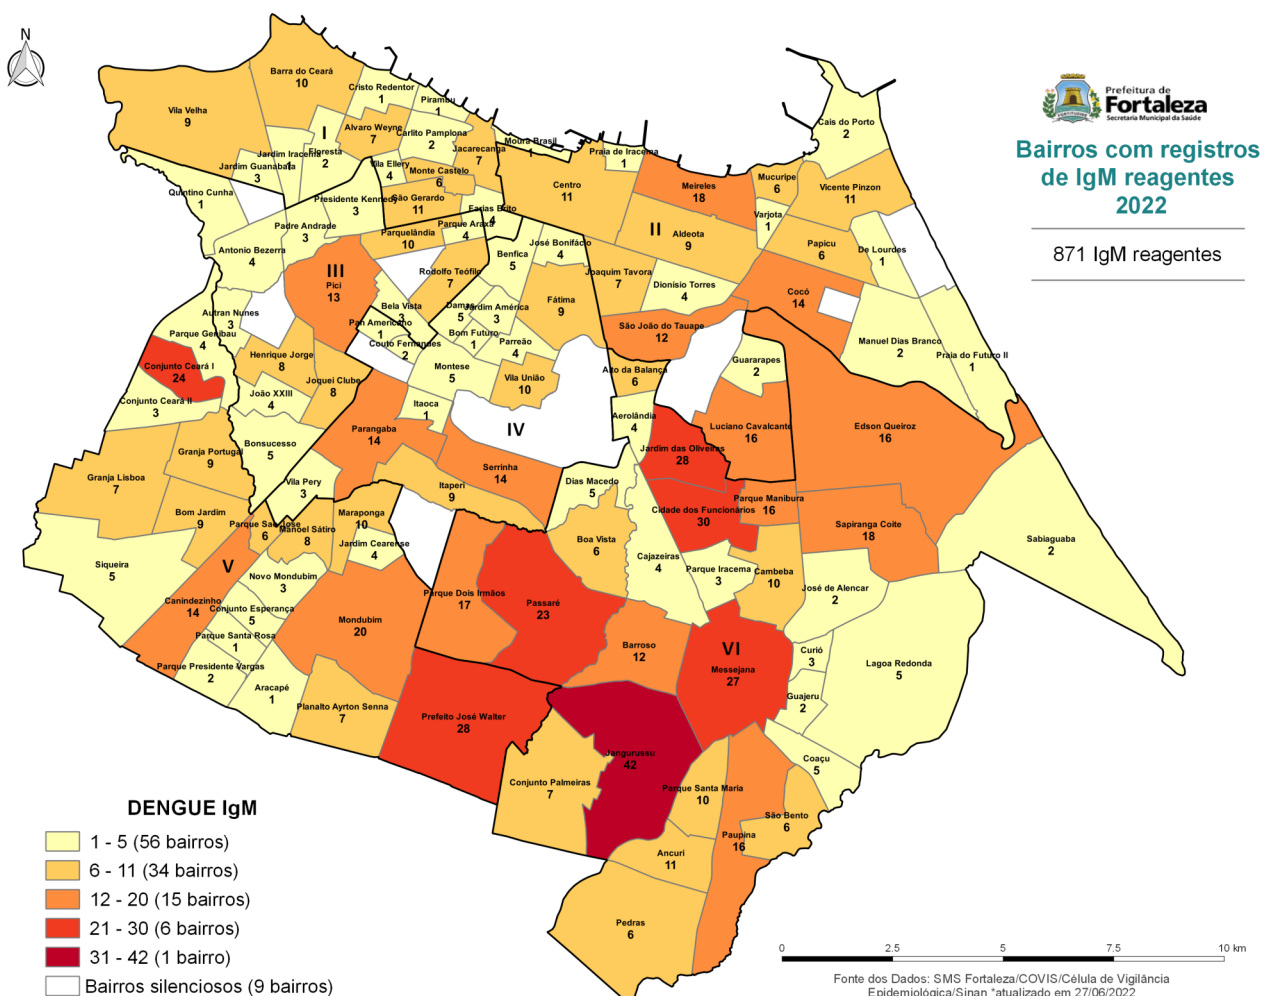 N
Prefeitura de
Fortaleza
Secretaria Municipal da Saúde
Bairros com registros
de IgM reagentes
2022
871 IgM reagentes
Barra do Ceará
10
Vila Velha
9
Cristo Redentor
1
Pirambu
1
I
Floresta
2
Alvaro Weyne
7
Carlito Pamplona
2
Jacarecanga
7
Moura Brasil
1
Praia de Iracema
1
Cais do Porto
2
Jardim Iracema
Jardim Guanabara
3
Vila Ellery
4
Monte Castelo
6
Quintino Cunha
1
Presidente Kennedy
3
São Gerardo
11
Farias Brito
4
Centro
11
Meireles
18
Mucuripe
6
Vicente Pinzon
11
Varjota
1
Padre Andrade
3
Parquelândia
10
Parque Araxá
4
II
Aldeota
9
Papicu
6
De Lourdes
1
Antonio Bezerra
4
III
Pici
13
Rodolfo Teófilo
7
Benfica
5
José Bonifácio
4
Joaquim Tavora
7
Dionísio Torres
4
Cocó
14
Fátima
9
Autran Nunes
3
Bela Vista
3
Damas
5
Jardim América
3
Pan Americano
1
Parque Genibau
4
Couto Fernandes
2
Bom Futuro
1
Parreão
4
São João do Tauape
12
Manuel Dias Branco
2
Praia do Futuro II
1
Conjunto Ceará I
24
Henrique Jorge
8
Joquei Clube
8
Montese
5
Vila União
10
Alto da Balança
6
Guararapes
2
João XXIII
4
Conjunto Ceará II
3
Itaoca
1
Aerolândia
4
Parangaba
14
IV
Luciano Cavalcante
16
Edson Queiroz
16
Bonsucesso
5
Granja Portugal
9
Jardim das Oliveiras
28
Granja Lisboa
7
Serrinha
14
Vila Pery
3
Itaperi
9
Dias Macedo
5
Parque Manibura
16
Bom Jardim
9
Parque Sao Jose
6
Manoel Sátiro
8
Maraponga
10
Cidade dos Funcionários
30
Sapiranga Coite
18
Jardim Cearense
4
Boa Vista
6
Sabiaguaba
2
Cajazeiras
4
Parque Iracema
3
Cambeba
10
Siqueira
5
V
Novo Mondubim
3
José de Alencar
2
Canindezinho
14
Conjunto Esperança
5
Parque Dois Irmãos
17
Passaré
23
Mondubim
20
Parque Santa Rosa
1
Barroso
12
VI
Messejana
27
Curió
3
Lagoa Redonda
5
Parque Presidente Vargas
2
Aracapé
1
Guajeru
2
Planalto Ayrton Senna
7
Prefeito José Walter
28
Jangurussu
42
Coaçu
5
Conjunto Palmeiras
7
Parque Santa Maria
10
São Bento
6
Paupina
16
Ancuri
11
Pedras
6
DENGUE IgM
1 - 5 (56 bairros)
6 - 11 (34 bairros)
12 - 20 (15 bairros)
21 - 30 (6 bairros)
31 - 42 (1 bairro)
Bairros silenciosos (9 bairros)
0 2.5 5 7.5 10 km
Fonte dos Dados: SMS Fortaleza/COVIS/Célula de Vigilância
Epidemiológica/Sinan *atualizado em 27/06/2022